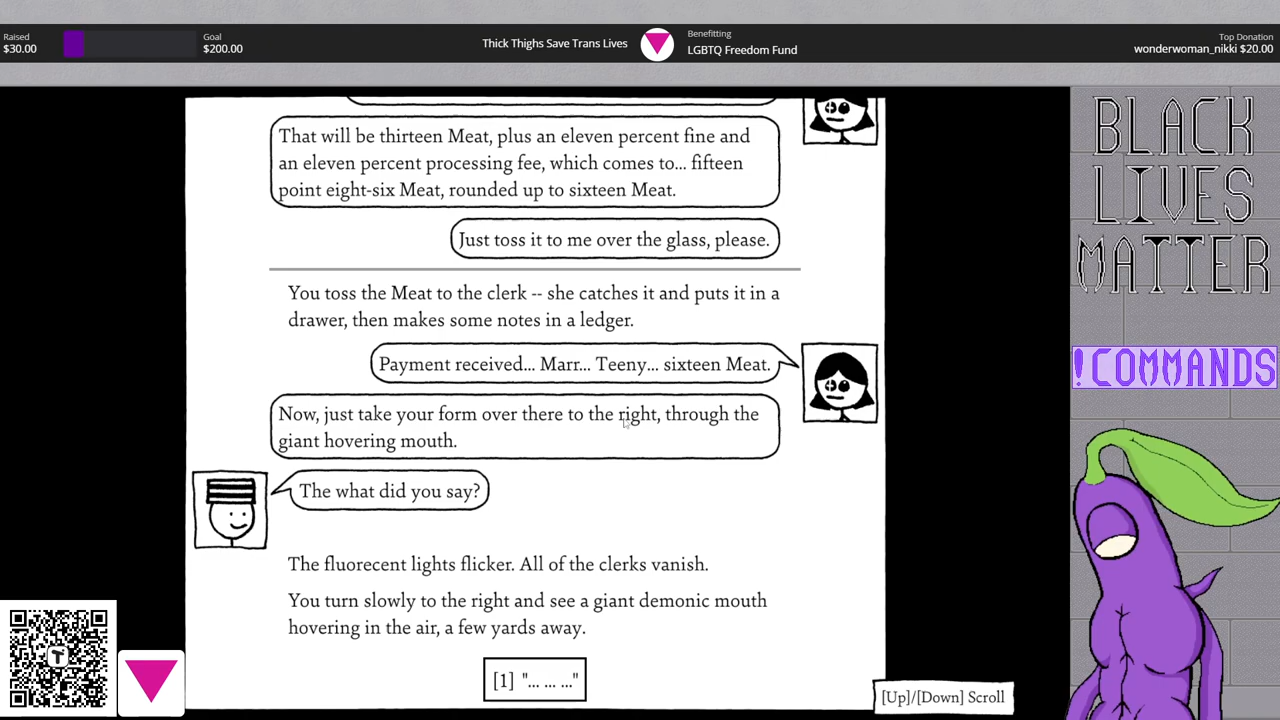 Raised
$30.00
Goal
$200.00
Thick Thighs Save Trans Lives
Benefitting
LGBTQ Freedom Fund
Top Donation
wonderwoman_nikki $20.00
That will be thirteen Meat, plus an eleven percent fine and
an eleven percent processing fee, which comes to... fifteen
point eight-six Meat, rounded up to sixteen Meat.
Just toss it to me over the glass, please.
You toss the Meat to the clerk -- she catches it and puts it in a
drawer, then makes some notes in a ledger.
Payment received... Marr... Teeny... sixteen Meat.
Now, just take your form over there to the right, through the
giant hovering mouth.
The what did you say?
The fluorecent lights flicker. All of the clerks vanish.
You turn slowly to the right and see a giant demonic mouth
hovering in the air, a few yards away.
[1] "... ... ..."
[Up]/[Down] Scroll
BLACK
LIVES
MATTER
!COMMANDS
T